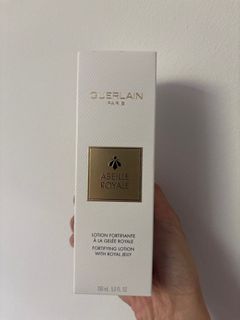 GUERLAIN
PARIS
ABEILLE
ROYALE
LOTION FORTIFIANTE
À LA GELÉE ROYALE
FORTIFYING LOTION
WITH ROYAL JELLY
150 mL 5.0 FL. OZ